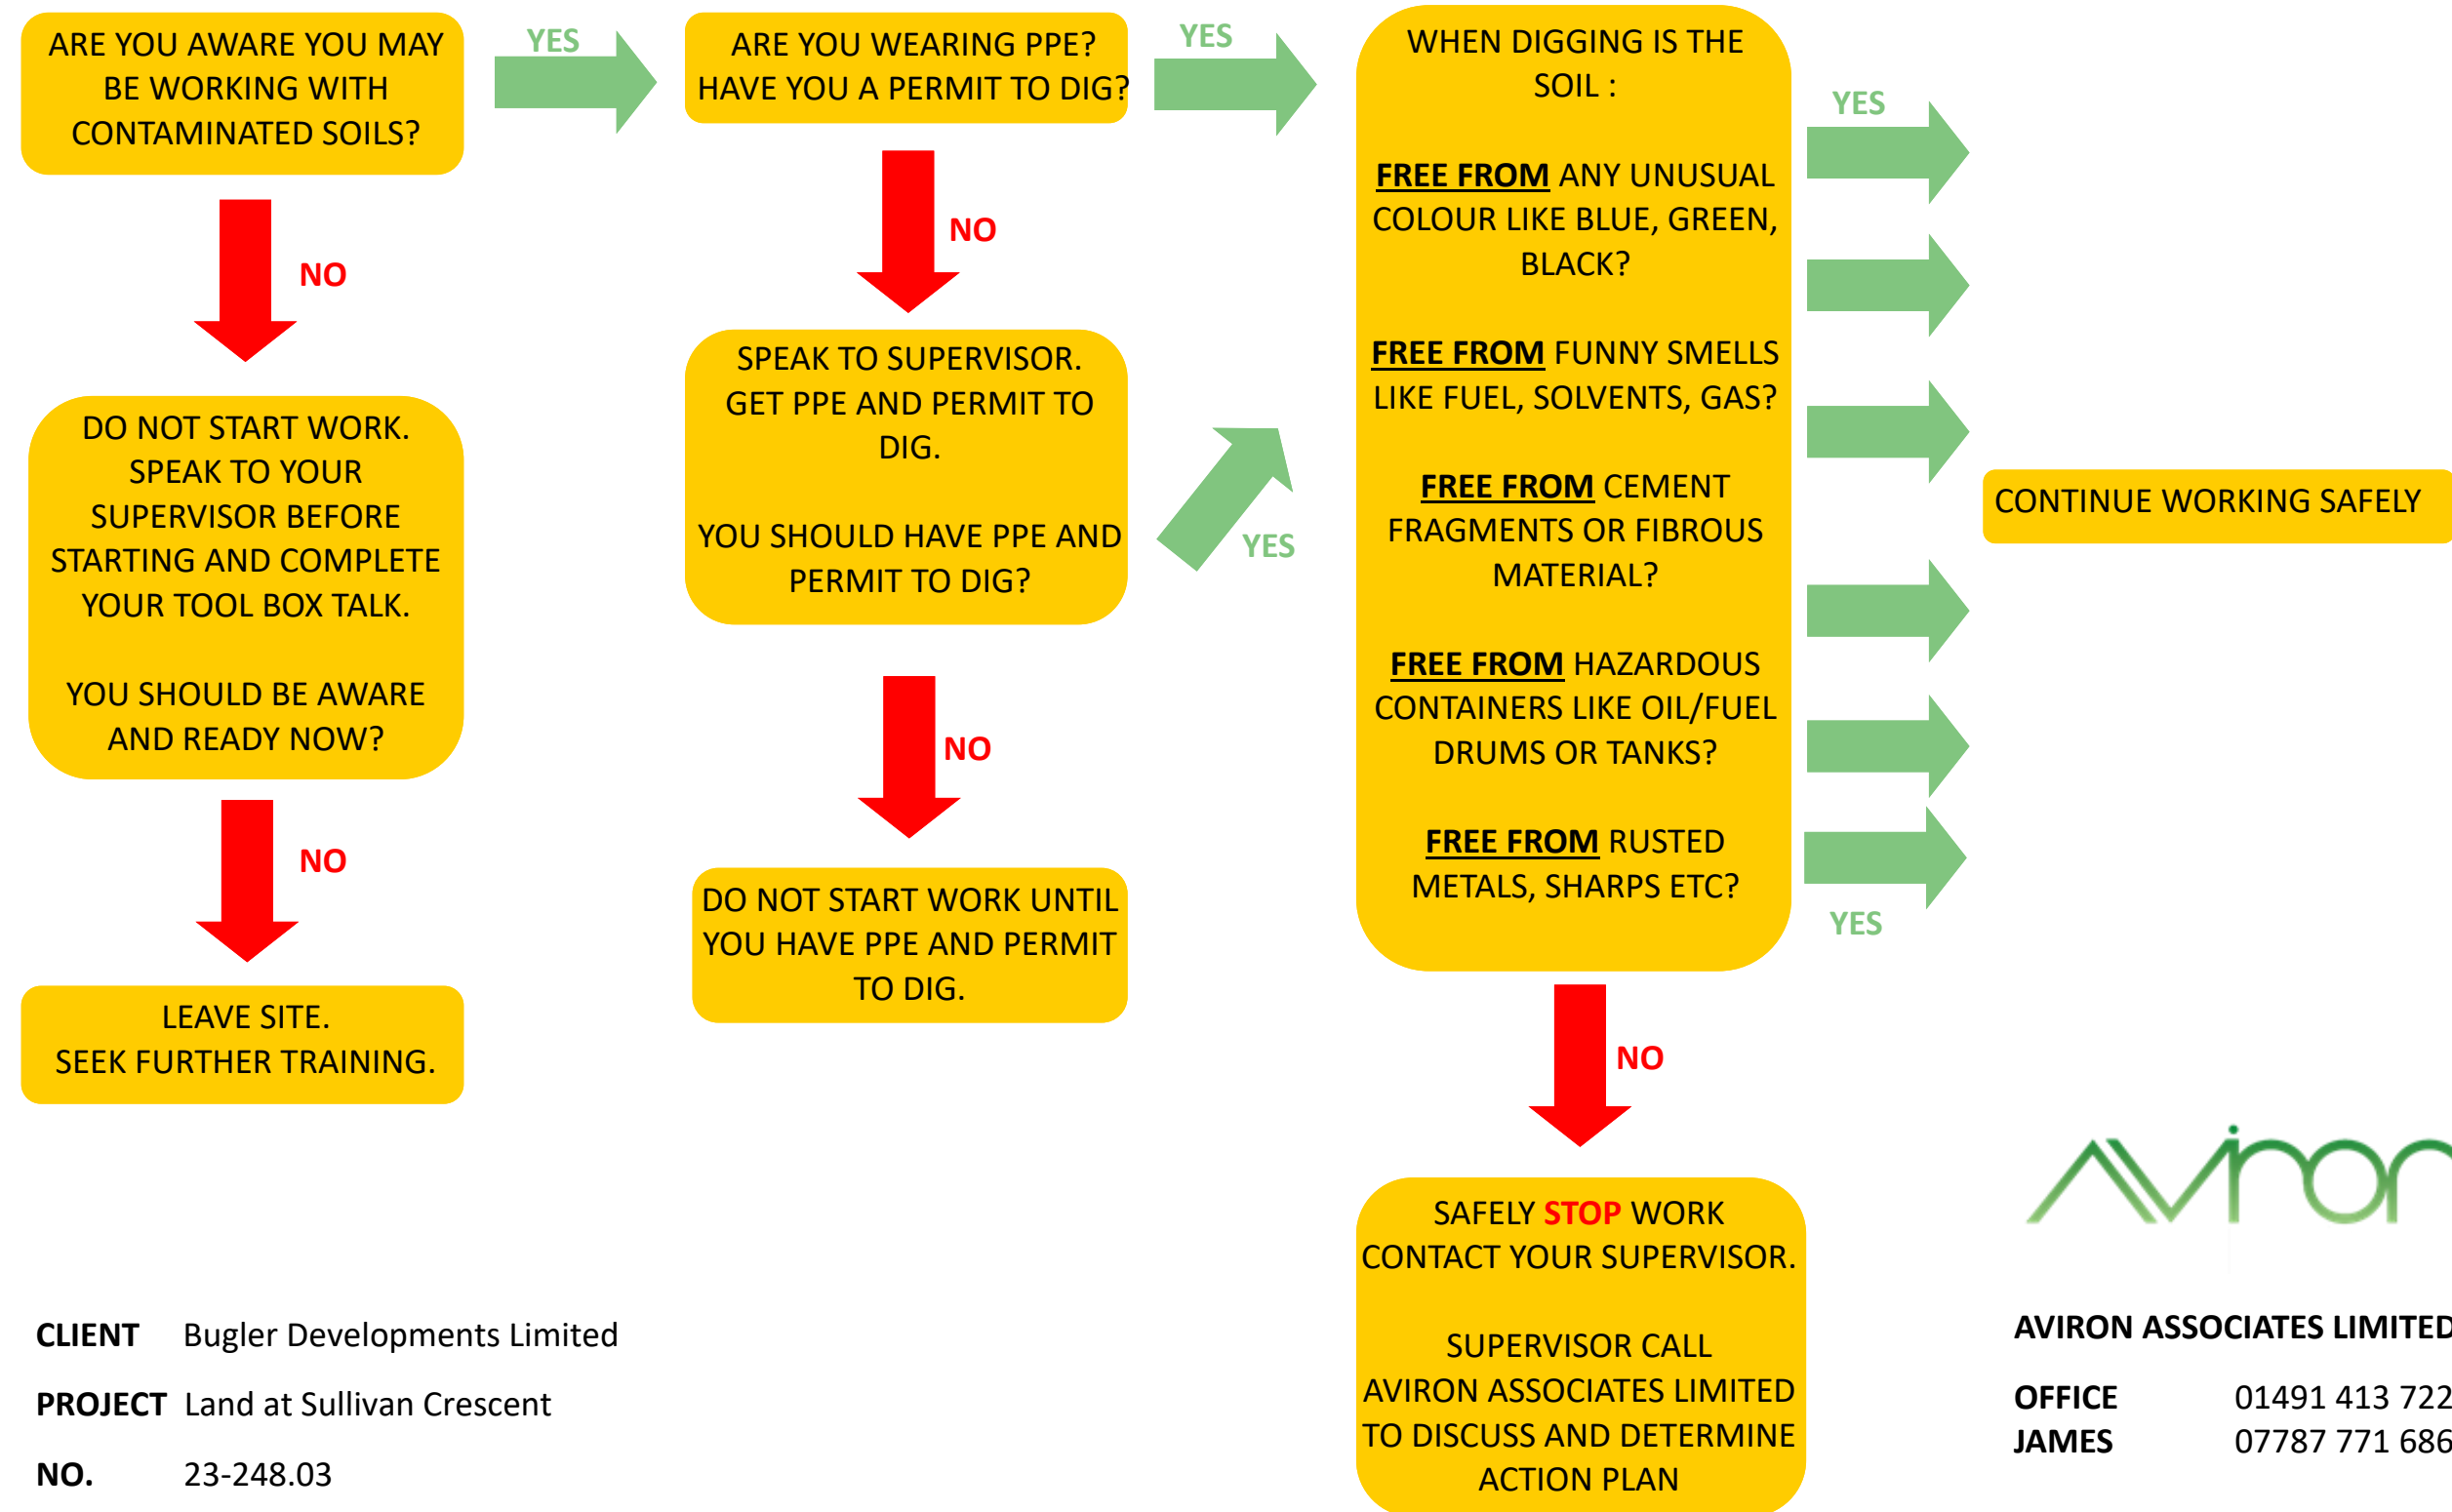 ARE YOU AWARE YOU MAY
BE WORKING WITH
CONTAMINATED SOILS?
YES
NO
DO NOT START WORK.
SPEAK TO YOUR
SUPERVISOR BEFORE
STARTING AND COMPLETE
YOUR TOOL BOX TALK.
YOU SHOULD BE AWARE
AND READY NOW?
NO
LEAVE SITE.
SEEK FURTHER TRAINING.
ARE YOU WEARING PPE?
HAVE YOU A PERMIT TO DIG?
YES
NO
SPEAK TO SUPERVISOR.
GET PPE AND PERMIT TO
DIG.
YOU SHOULD HAVE PPE AND
PERMIT TO DIG?
YES
NO
DO NOT START WORK UNTIL
YOU HAVE PPE AND PERMIT
TO DIG.
WHEN DIGGING IS THE
SOIL :
FREE FROM ANY UNUSUAL
COLOUR LIKE BLUE, GREEN,
BLACK?
FREE FROM FUNNY SMELLS
LIKE FUEL, SOLVENTS, GAS?
FREE FROM CEMENT
FRAGMENTS OR FIBROUS
MATERIAL?
FREE FROM HAZARDOUS
CONTAINERS LIKE OIL/FUEL
DRUMS OR TANKS?
FREE FROM RUSTED
METALS, SHARPS ETC?
YES
YES
CONTINUE WORKING SAFELY
NO
SAFELY STOP WORK
CONTACT YOUR SUPERVISOR.
SUPERVISOR CALL
AVIRON ASSOCIATES LIMITED
TO DISCUSS AND DETERMINE
ACTION PLAN
CLIENT Bugler Developments Limited
PROJECT Land at Sullivan Crescent
NO. 23-248.03
AVIRON ASSOCIATES LIMITED
OFFICE 01491 413 722
JAMES 07787 771 686